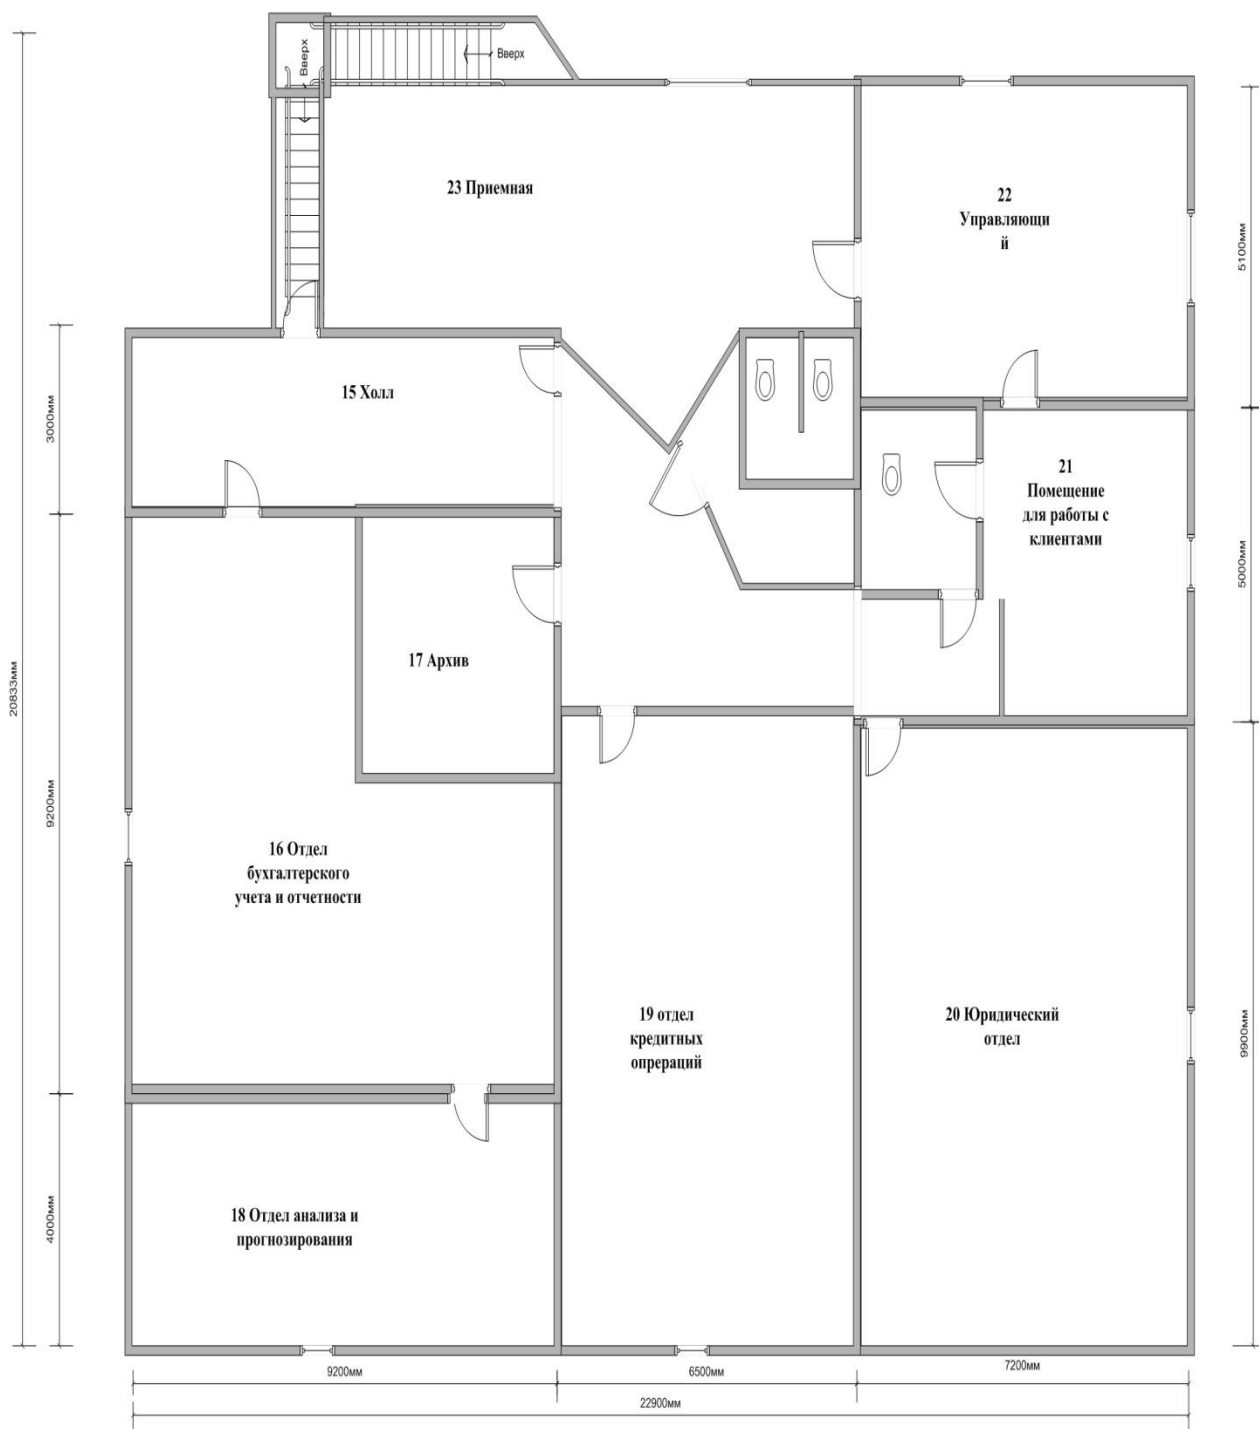 Вверх
Вверх
23 Приемная
22
Управляющи
й
5100мм
15 Холл
3000мм
21
Помещение
для работы с
клиентами
5000мм
17 Архив
20833мм
9200мм
16 Отдел
бухгалтерского
учета и отчетности
19 отдел
кредитных
опрераций
20 Юридический
отдел
9900мм
18 Отдел анализа и
прогнозирования
4000мм
9200мм
6500мм
7200мм
22900мм